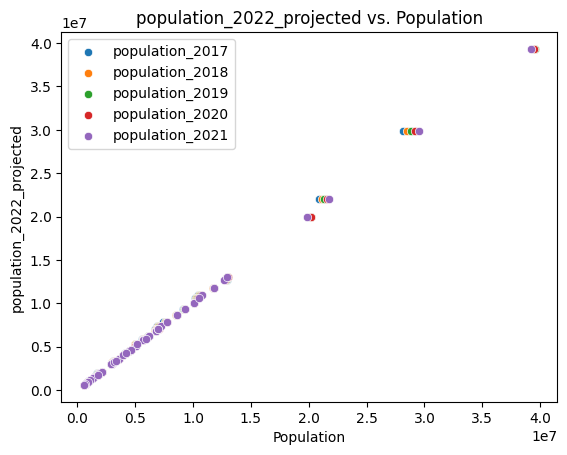 population_2022_projected vs. Population
1e7
population_2017
population_2018
population_2019
population_2020
population_2021
population_2022_projected
4.0
3.5
3.0
2.5
2.0
1.5
1.0
0.5
0.0
0.0 0.5 1.0 1.5 2.0 2.5 3.0 3.5 4.0
1e7
Population